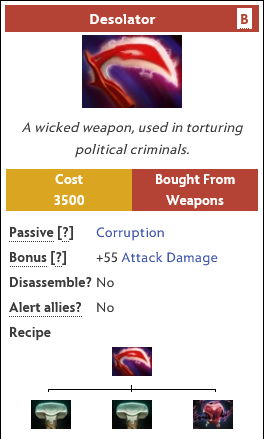 Desolator B
A wicked weapon, used in torturing
political criminals.
Cost Bought From
3500 Weapons
Passive [?] Corruption
Bonus [?] +55 Attack Damage
Disassemble? No
Alert allies? No
Recipe